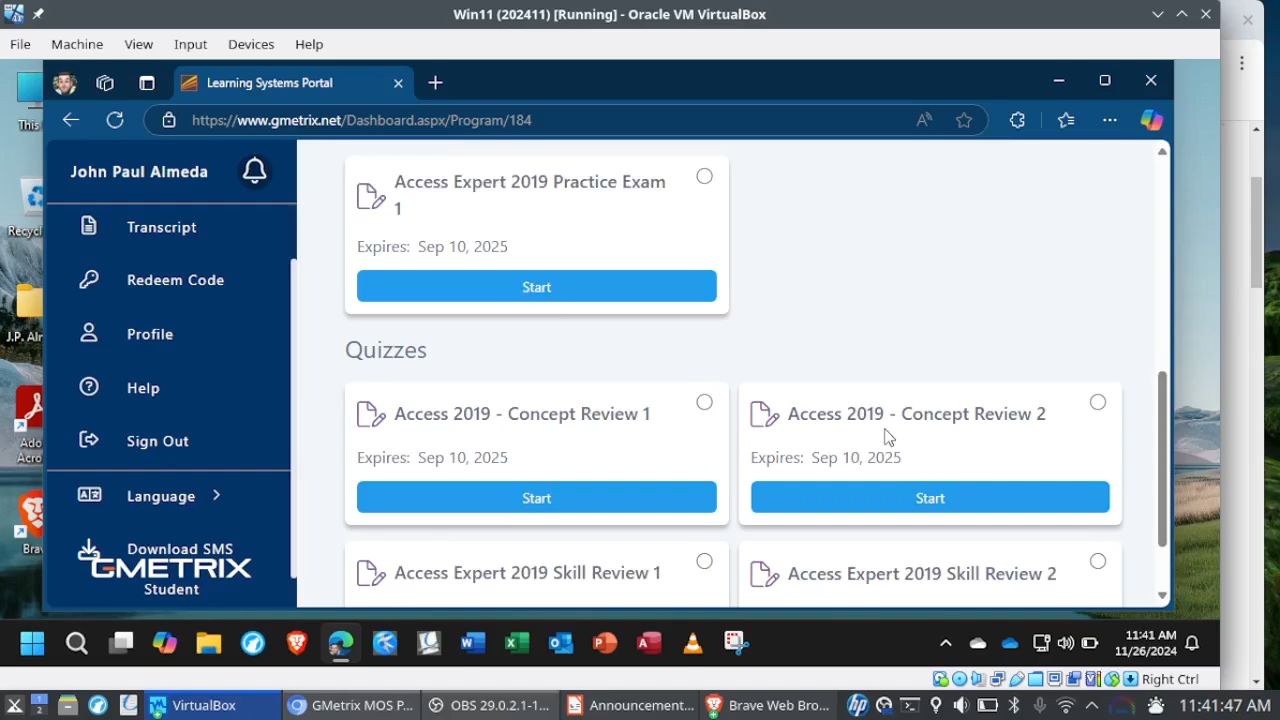 Win11 (202411) [Running] - Oracle VM VirtualBox
File Machine View Input Devices Help
Learning Systems Portal
https://www.gmetrix.net/Dashboard.aspx/Program/184
This
Recycl
J.P. Alr
Ado
Acr
Brav
John Paul Almeda
Transcript
Redeem Code
Profile
Help
Sign Out
Language
Download SMS
GMETRIX
Student
Access Expert 2019 Practice Exam
1
Expires: Sep 10, 2025
Start
Quizzes
Access 2019 - Concept Review 1
Expires: Sep 10, 2025
Start
Access 2019 - Concept Review 2
Expires: Sep 10, 2025
Start
Access Expert 2019 Skill Review 1
Access Expert 2019 Skill Review 2
11:41 AM
11/26/2024
Right Ctrl
VirtualBox
GMetrix MOS P...
OBS 29.0.2.1-1...
Announcement...
Brave Web Bro...
11:41:47 AM